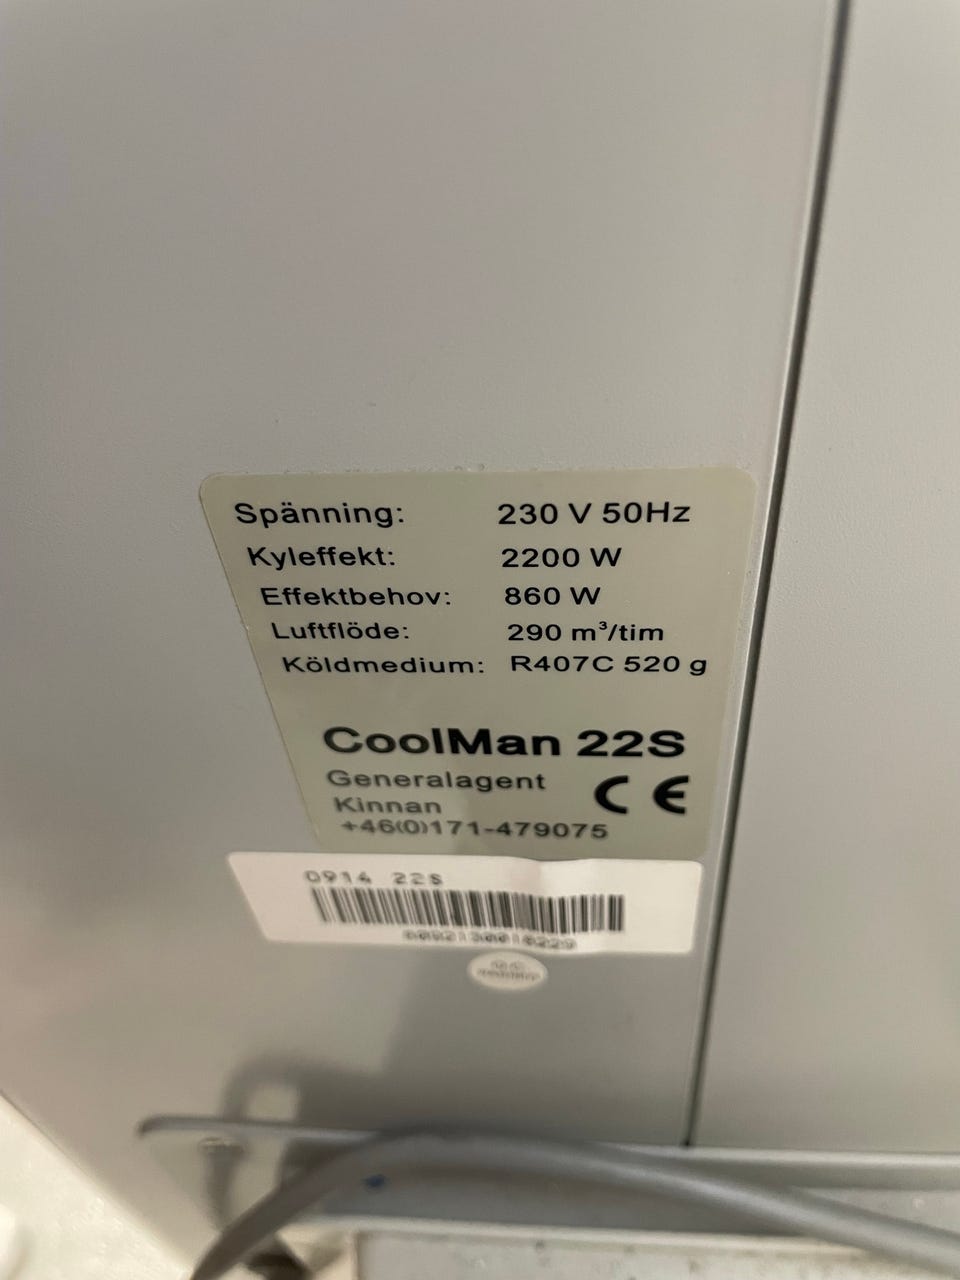 Spänning: 230 V 50Hz
Kyleffekt: 2200 W
Effektbehov: 860 W
Luftflöde: 290 m³/tim
Köldmedium: R407C 520 g
CoolMan 22S
Generalagent
Kinnan
+46(0)171-479075
CE
0914 22S